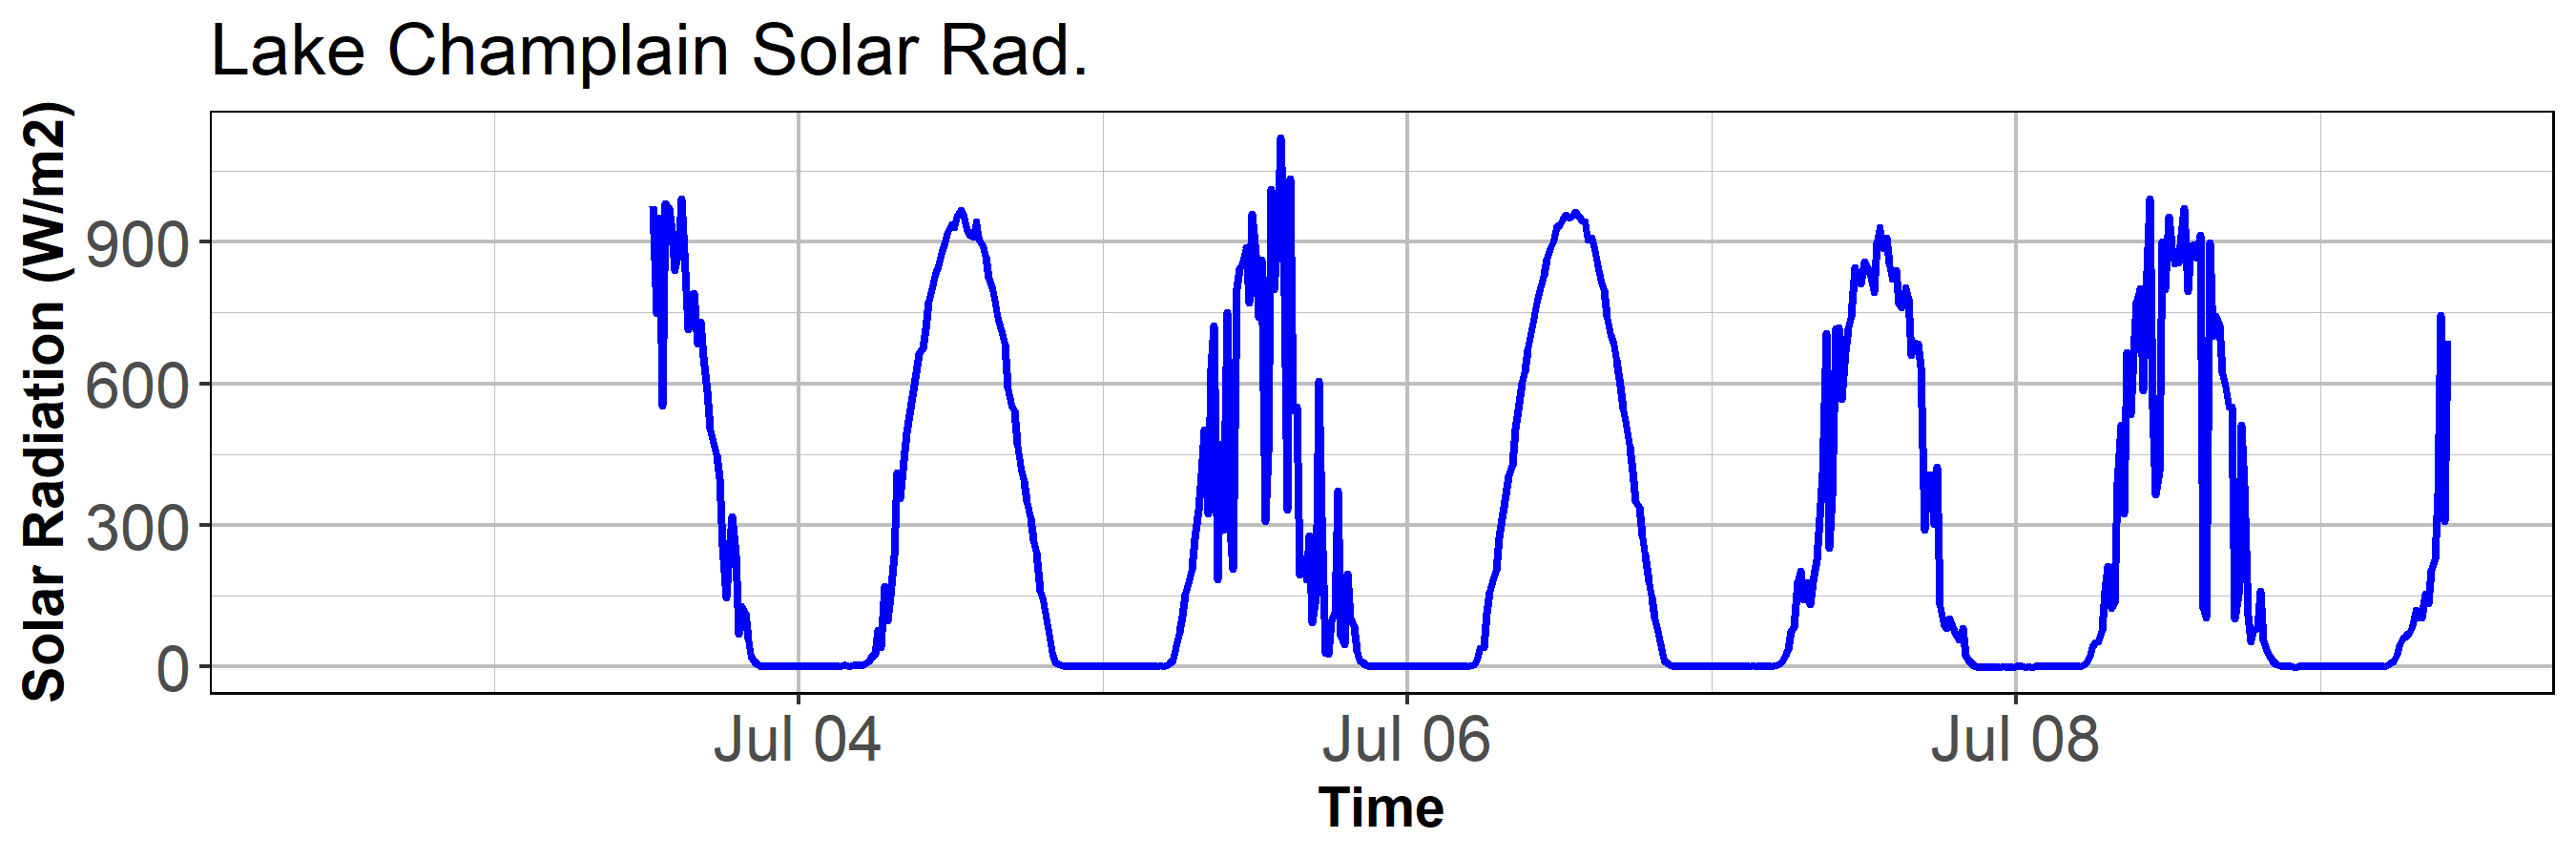 Lake Champlain Solar Rad.
Solar Radiation (W/m2)
900
600
300
0
Jul 04 Jul 06 Jul 08
Time